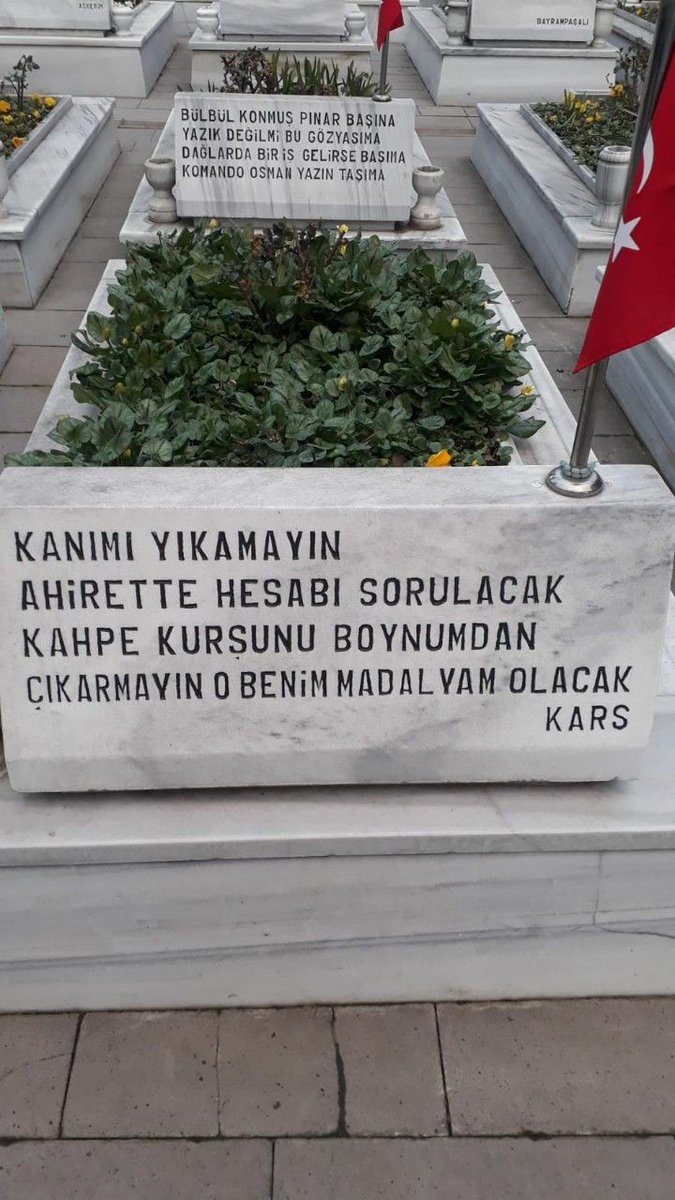 ASKERİM
BAYRAMPAŞALI
BÜLBÜL KONMUŞ PINAR BAŞINA
YAZIK DEĞİLMİ BU GÖZYAŞIMA
DAĞLARDA BİR İŞ GELİRSE BAŞIMA
KOMANDO OSMAN YAZIN TAŞIMA
KANIMI YIKAMAYIN
AHİRETTE HESABI SORULACAK
KAHPE KURŞUNU BOYNUMDAN
ÇIKARMAYIN O BENİM MADALYAM OLACAK
KARS